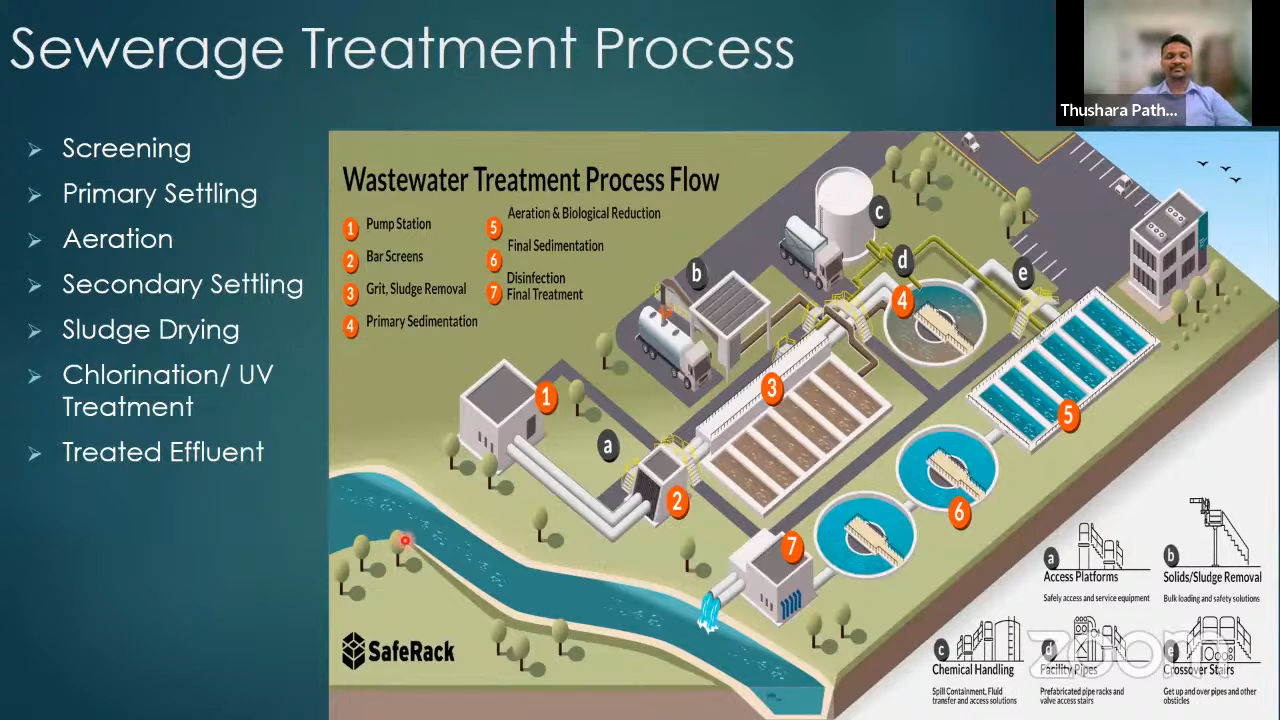 Sewerage Treatment Process
Thushara Path...
Screening
Primary Settling
Aeration
Secondary Settling
Sludge Drying
Chlorination/ UV
Treatment
Treated Effluent
Wastewater Treatment Process Flow
1 Pump Station
2 Bar Screens
3 Grit, Sludge Removal
4 Primary Sedimentation
5 Aeration & Biological Reduction
6 Final Sedimentation
7 Disinfection
Final Treatment
c
d
b
e
4
3
1
5
a
2
6
7
SafeRack
a
Access Platforms
Safely access and service equipment
b
Solids/Sludge Removal
Bulk loading and safety solutions
c
Chemical Handling
Spill Containment, Fluid
transfer and access solutions
d
Facility Pipes
Prefabricated pipe racks and
valve access stairs
e
Crossover Stairs
Get up and over pipes and other
obsticles
zoom